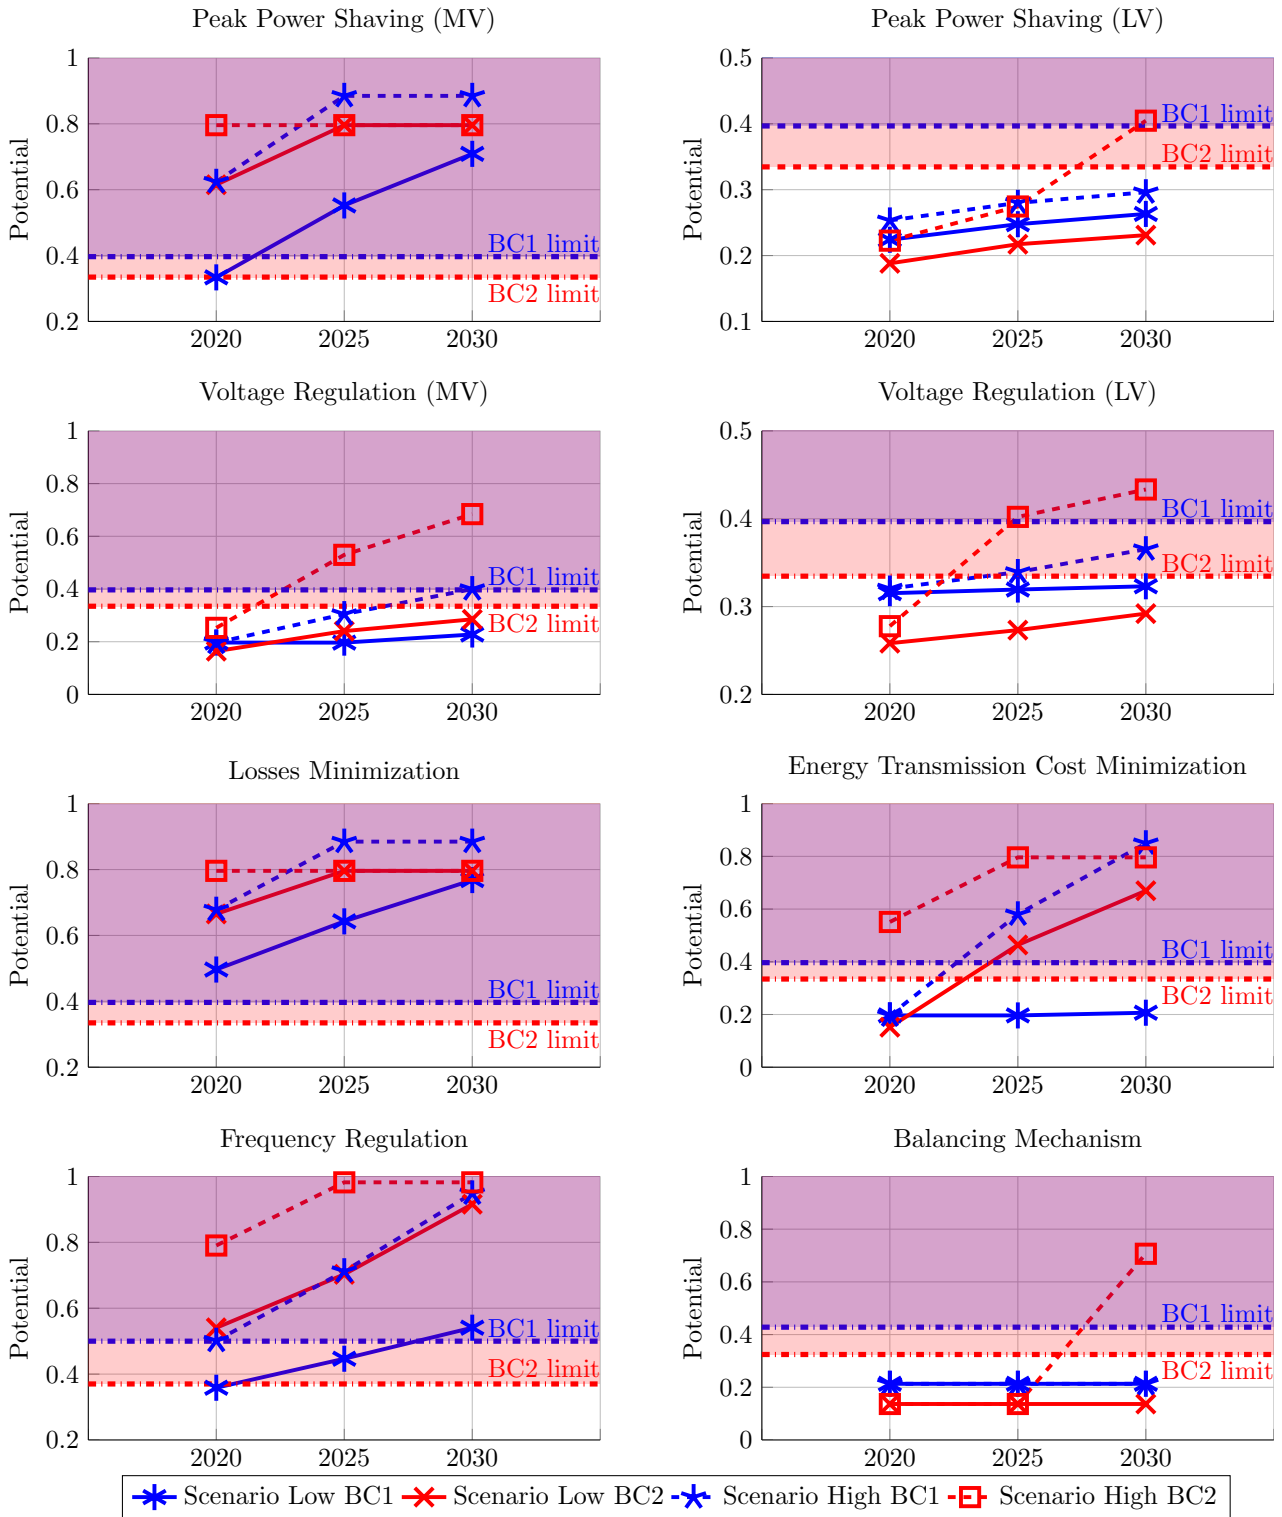 Peak Power Shaving (MV)
1
0.8
0.6
0.4
0.2
Potential
BC1 limit
BC2 limit
2020 2025 2030
Peak Power Shaving (LV)
0.5
0.4
0.3
0.2
0.1
Potential
BC1 limit
BC2 limit
2020 2025 2030
Voltage Regulation (MV)
1
0.8
0.6
0.4
0.2
0
Potential
BC1 limit
BC2 limit
2020 2025 2030
Voltage Regulation (LV)
0.5
0.4
0.3
0.2
Potential
BC1 limit
BC2 limit
2020 2025 2030
Losses Minimization
1
0.8
0.6
0.4
0.2
Potential
BC1 limit
BC2 limit
2020 2025 2030
Energy Transmission Cost Minimization
1
0.8
0.6
0.4
0.2
0
Potential
BC1 limit
BC2 limit
2020 2025 2030
Frequency Regulation
1
0.8
0.6
0.4
0.2
Potential
BC1 limit
BC2 limit
2020 2025 2030
Balancing Mechanism
1
0.8
0.6
0.4
0.2
0
Potential
BC1 limit
BC2 limit
2020 2025 2030
Scenario Low BC1 Scenario Low BC2 Scenario High BC1 Scenario High BC2